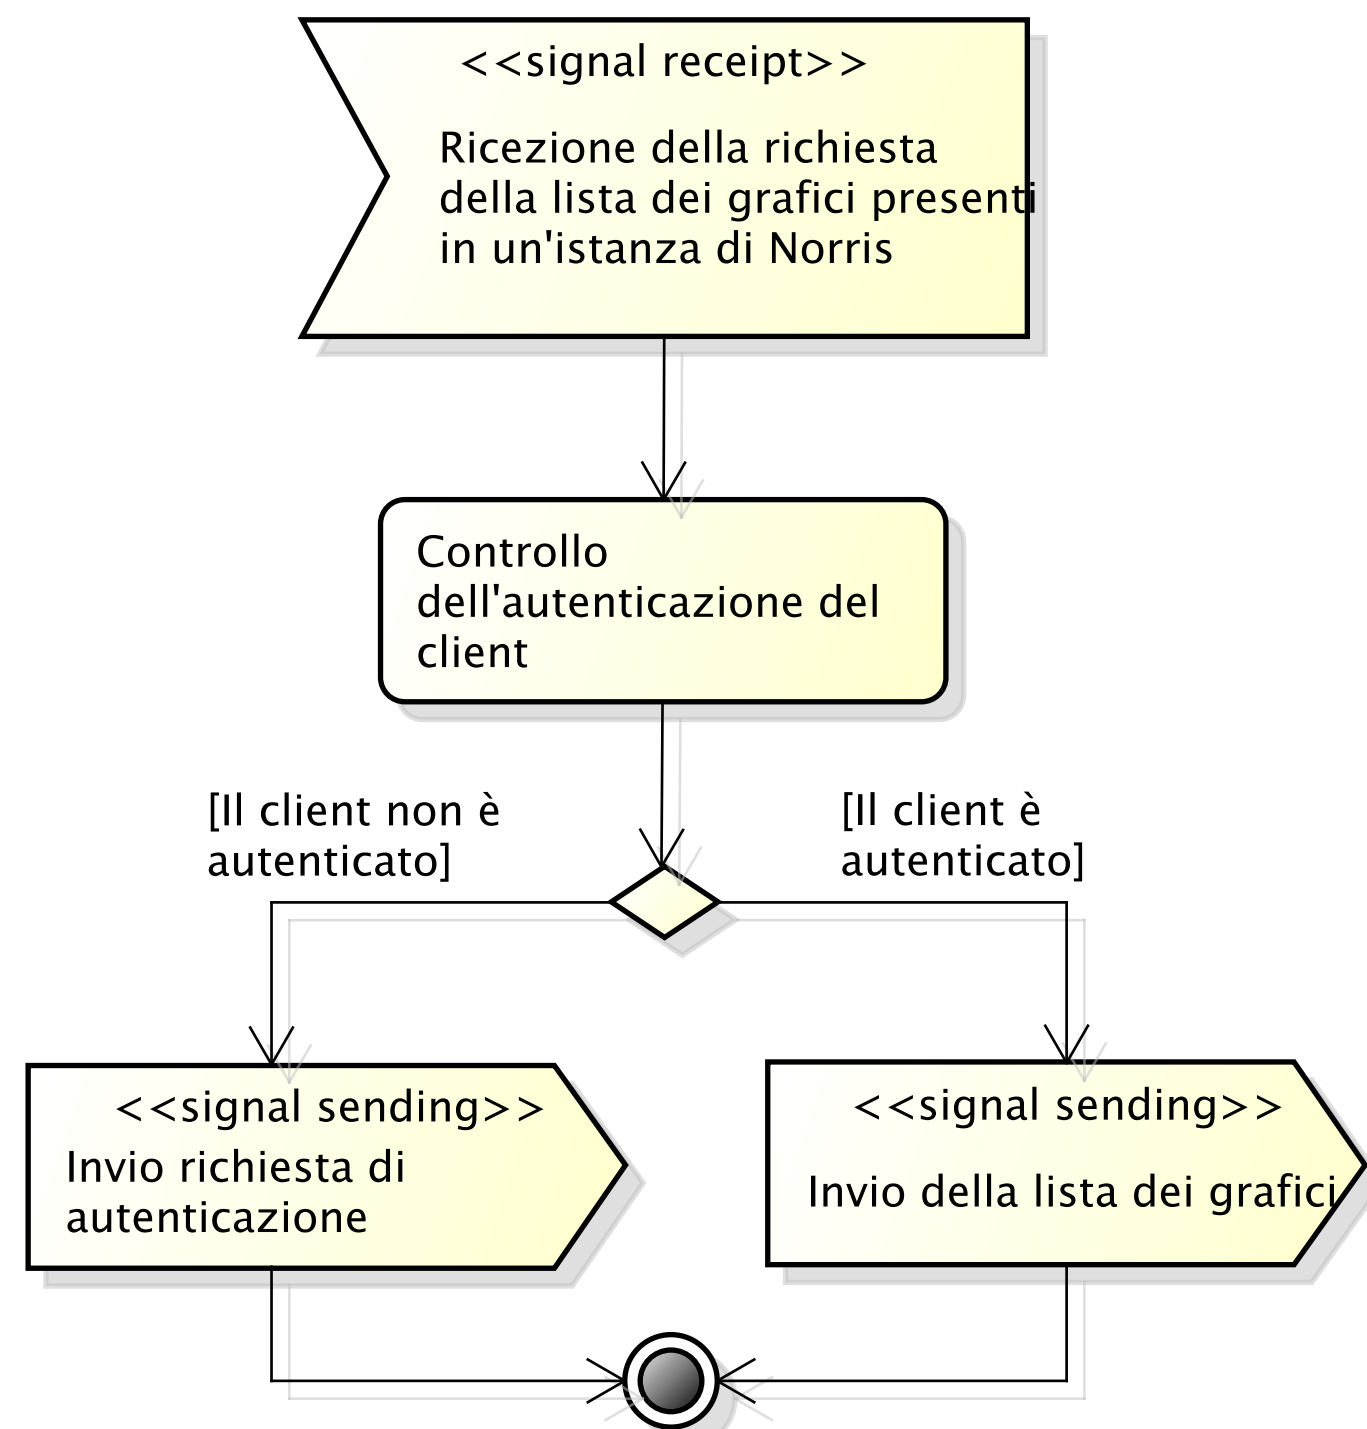 <<signal receipt>>
Ricezione della richiesta
della lista dei grafici presenti
in un'istanza di Norris
Controllo
dell'autenticazione del
client
[Il client non è
autenticato]
[Il client è
autenticato]
<<signal sending>>
Invio richiesta di
autenticazione
<<signal sending>>
Invio della lista dei grafici